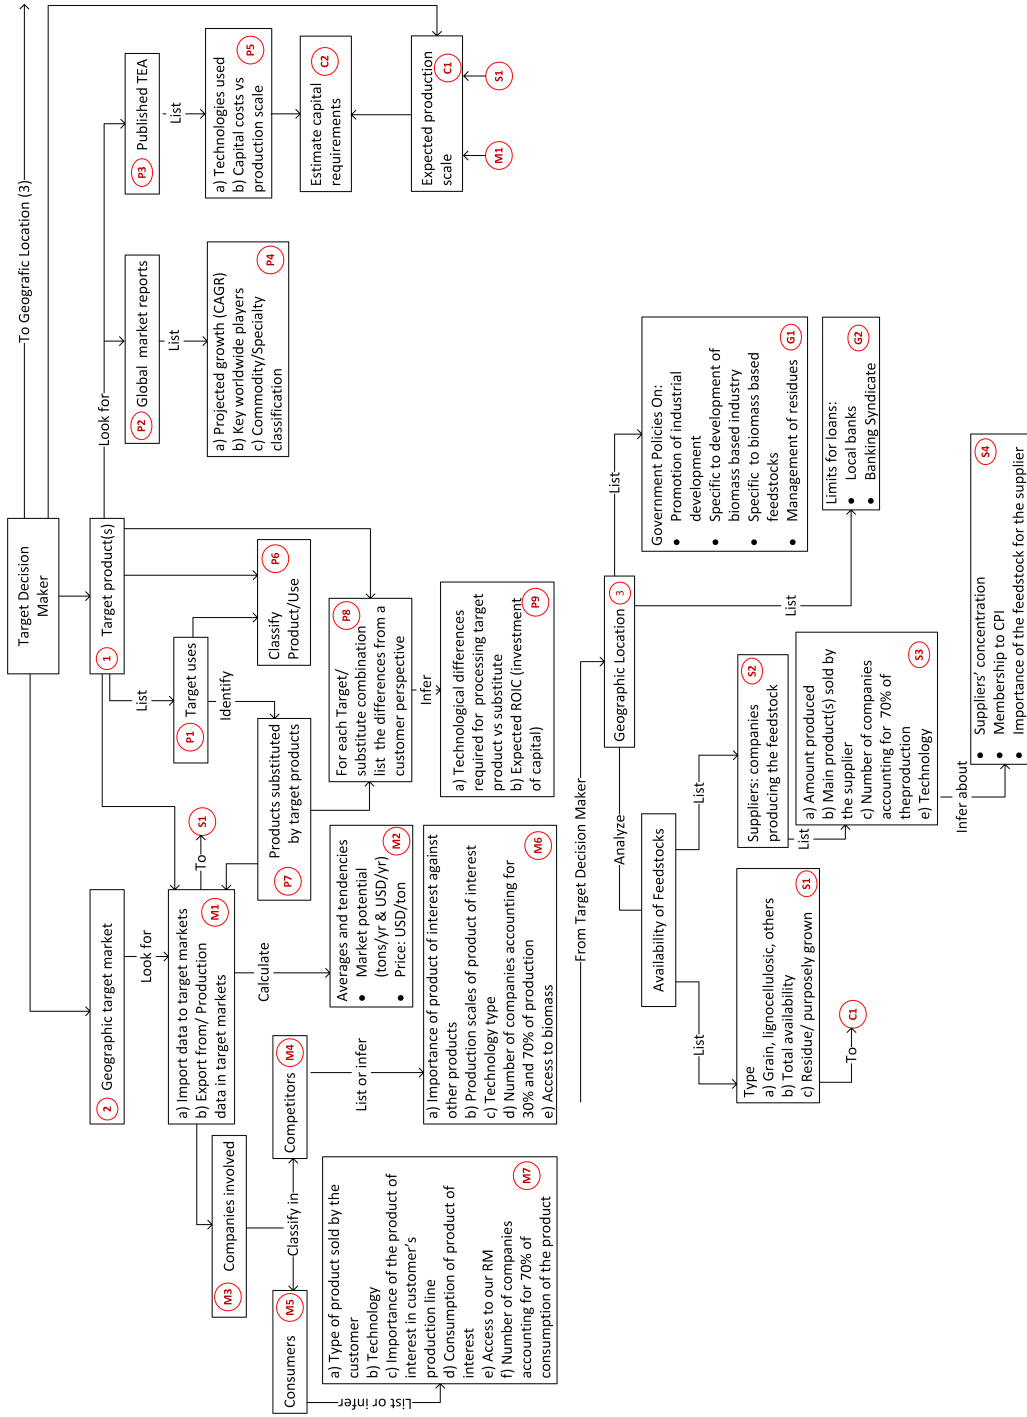 Target Decision
Maker
To Geografic Location (3)
2
Geographic target market
Look for
a) Import data to target markets
b) Export from/ Production
data in target markets
M1
To
S1
M3
Companies involved
Classify in
Consumers
M5
Competitors
M4
List or infer
a) Type of product sold by the
customer
b) Technology
c) Importance of the product of
interest in customer's
production line
d) Consumption of product of
interest
e) Access to our RM
f) Number of companies
accounting for 70% of
consumption of the product
M7
List or infer
a) Importance of product of interest against
other products
b) Production scales of product of interest
c) Technology type
d) Number of companies accounting for
30% and 70% of production
e) Access to biomass
M6
Calculate
Averages and tendencies
• Market potential
(tons/yr & USD/yr)
• Price: USD/ton
M2
1
Target product(s)
List
P1
Target uses
Identify
P7
Products substituted
by target products
Classify
Product/Use
P6
For each Target/
substitute combination
list the differences from a
customer perspective
P8
Infer
a) Technological differences
required for processing target
product vs substitute
b) Expected ROIC (investment
of capital)
P9
Look for
P2
Global market reports
List
a) Projected growth (CAGR)
b) Key worldwide players
c) Commodity/Specialty
classification
P4
P3
Published TEA
List
a) Technologies used
b) Capital costs vs
production scale
P5
Estimate capital
requirements
C2
Expected production
scale
C1
M1
S1
From Target Decision Maker
Geographic Location
3
Analyze
Availability of Feedstocks
List
Type
a) Grain, lignocellulosic, others
b) Total availability
c) Residue/ purposely grown
S1
To
C1
List
Suppliers: companies
producing the feedstock
S2
List
a) Amount produced
b) Main product(s) sold by
the supplier
c) Number of companies
accounting for 70% of
theproduction
e) Technology
S3
Infer about
• Suppliers' concentration
• Membership to CPI
• Importance of the feedstock for the supplier
S4
List
Government Policies On:
• Promotion of industrial
development
• Specific to development of
biomass based industry
• Specific to biomass based
feedstocks
• Management of residues
G1
List
Limits for loans:
• Local banks
• Banking Syndicate
G2